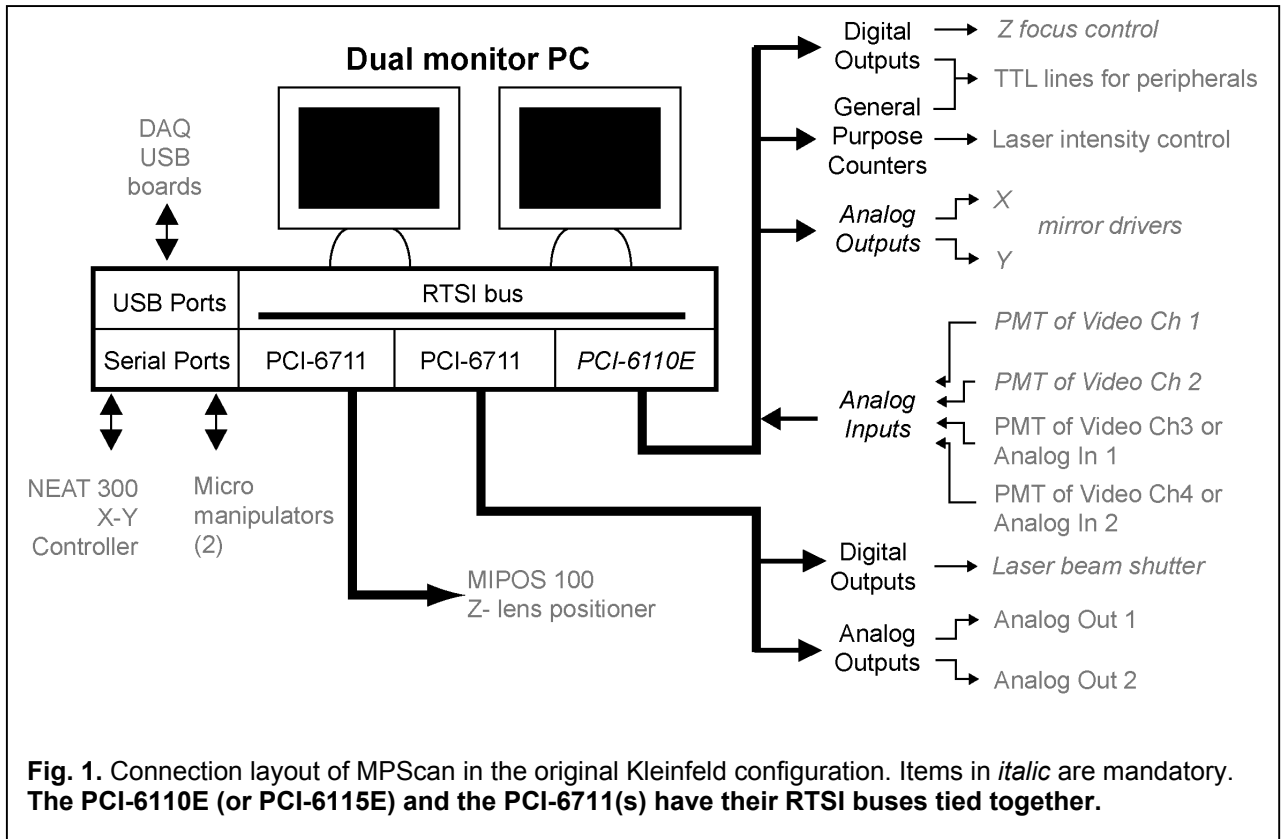 Dual monitor PC
DAQ
USB
boards
USB Ports
RTSI bus
Serial Ports
PCI-6711
PCI-6711
PCI-6110E
NEAT 300
X-Y
Controller
Micro
manipulators
(2)
MIPOS 100
Z- lens positioner
Digital
Outputs
Z focus control
TTL lines for peripherals
General
Purpose
Counters
Laser intensity control
Analog
Outputs
X
mirror drivers
Y
Analog
Inputs
PMT of Video Ch 1
PMT of Video Ch 2
PMT of Video Ch3 or
Analog In 1
PMT of Video Ch4 or
Analog In 2
Digital
Outputs
Laser beam shutter
Analog
Outputs
Analog Out 1
Analog Out 2
Fig. 1. Connection layout of MPScan in the original Kleinfeld configuration. Items in italic are mandatory.
The PCI-6110E (or PCI-6115E) and the PCI-6711(s) have their RTSI buses tied together.